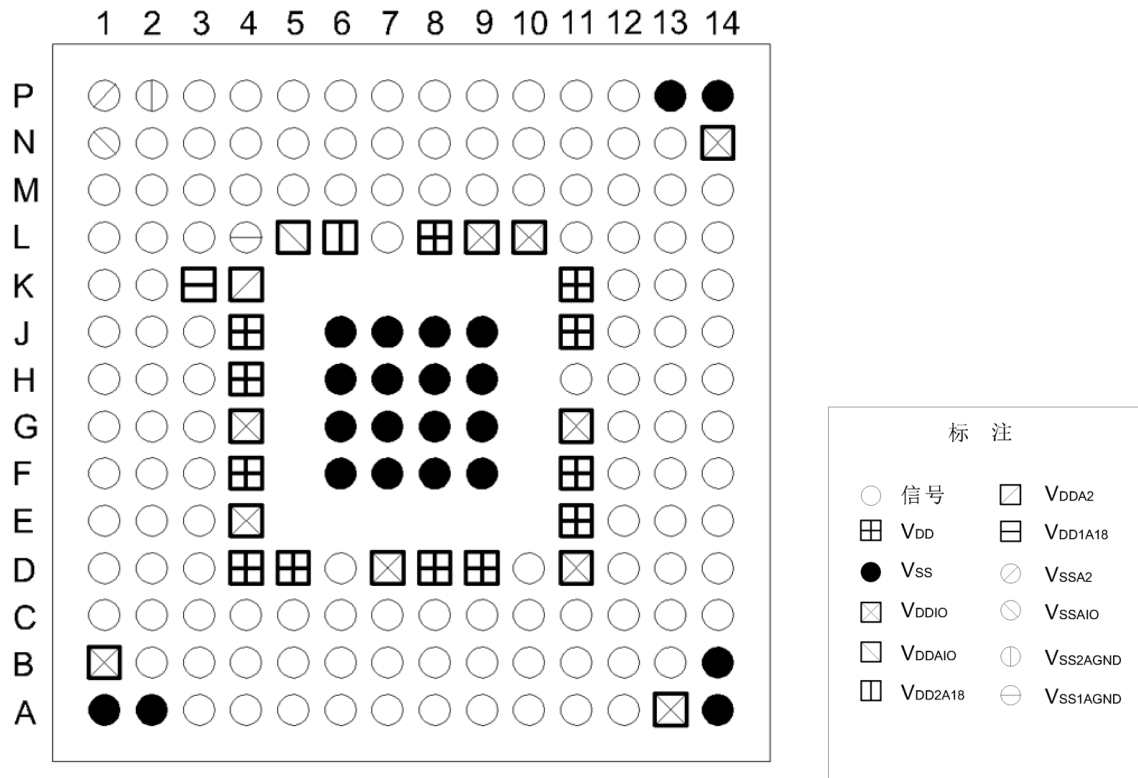 1 2 3 4 5 6 7 8 9 10 11 12 13 14
P
N
M
L
K
J
H
G
F
E
D
C
B
A
标 注
信号
VDD
VSS
VDDIO
VDDAIO
VDD2A18
VDDA2
VDD1A18
VSSA2
VSSAIO
VSS2AGND
VSS1AGND